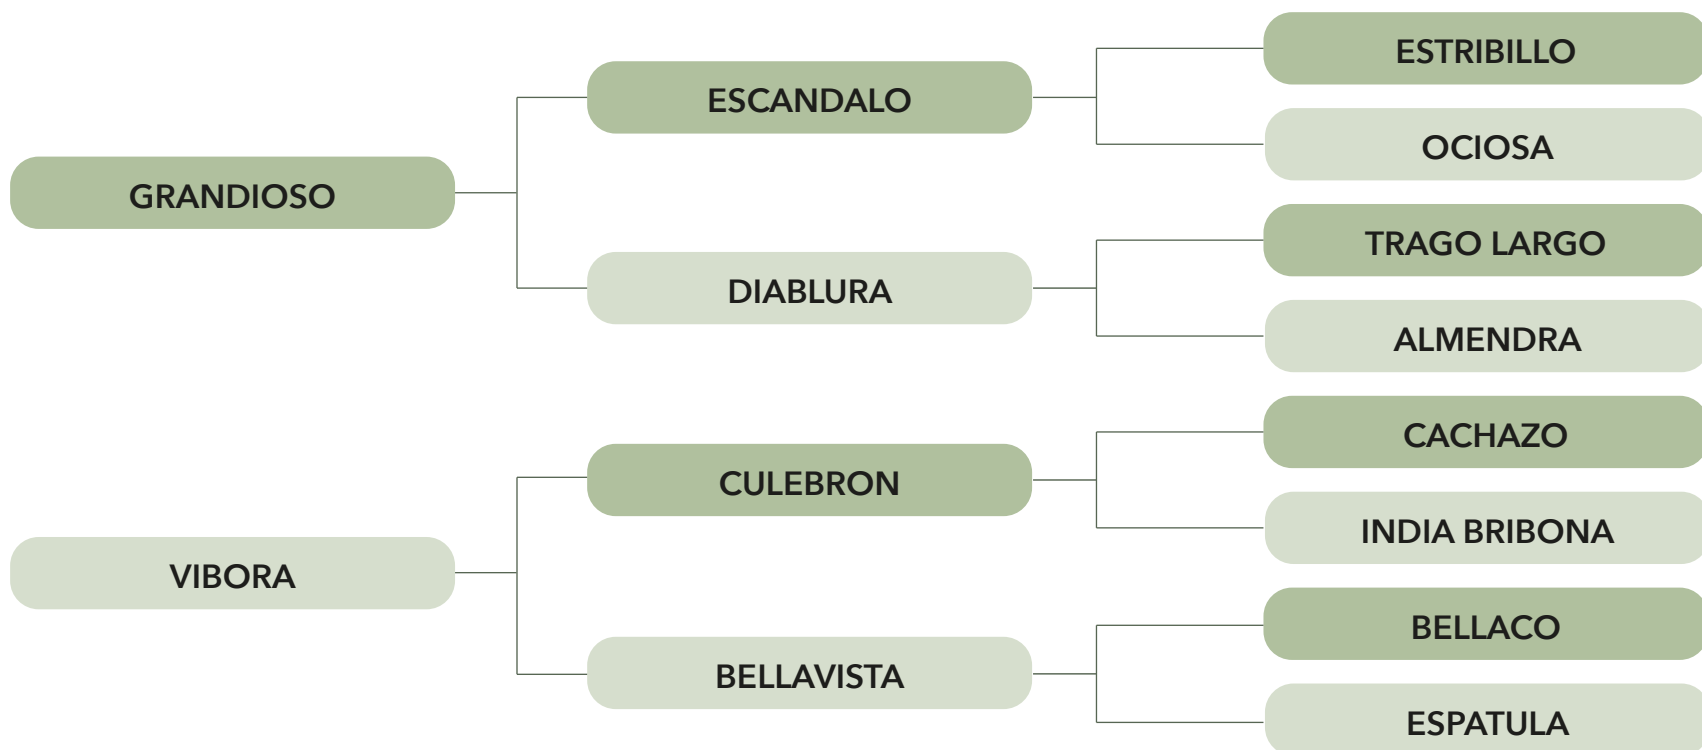 ESTRIBILLO
ESCANDALO
OCIOSA
GRANDIOSO
TRAGO LARGO
DIABLURA
ALMENDRA
CACHAZO
CULEBRON
INDIA BRIBONA
VIBORA
BELLACO
BELLAVISTA
ESPATULA